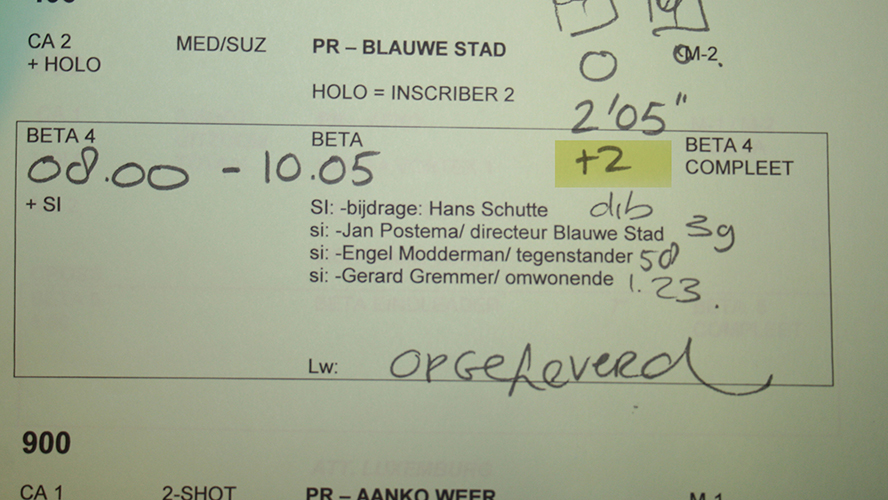 CA 2 MED/SUZ PR – BLAUWE STAD M-2
+ HOLO
HOLO = INSCRIBER 2
2'05"
BETA 4 BETA +2 BETA 4
COMPLEET
08.00 - 10.05
+ SI SI: -bijdrage: Hans Schutte dib
si: -Jan Postema/ directeur Blauwe Stad 39
si: -Engel Modderman/ tegenstander 58
si: -Gerard Gremmer/ omwonende 1.23.
Lw: OPGELEVERD
900
CA 1 2-SHOT PR – AANKO WEER M-1